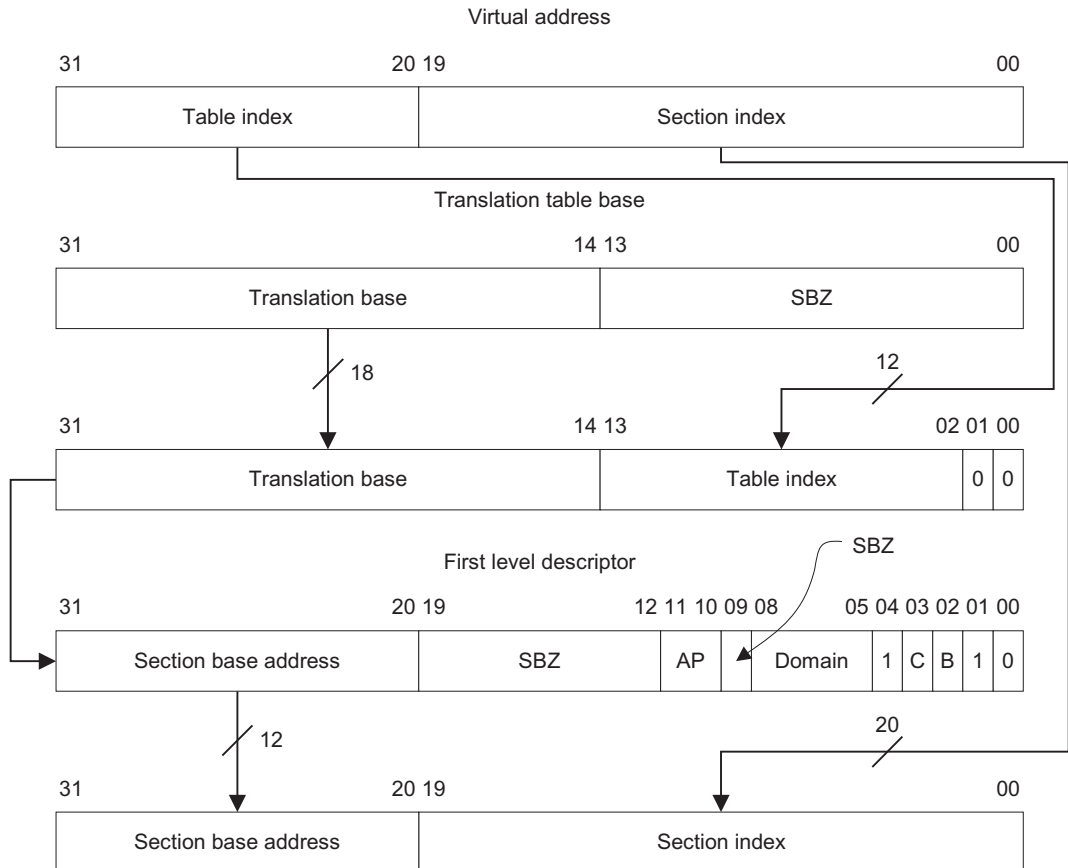 Virtual address
31 20 19 00
Table index Section index
Translation table base
31 14 13 00
Translation base SBZ
18 12
31 14 13 02 01 00
Translation base Table index 0 0
SBZ
First level descriptor
31 20 19 12 11 10 09 08 05 04 03 02 01 00
Section base address SBZ AP Domain 1 C B 1 0
12 20
31 20 19 00
Section base address Section index